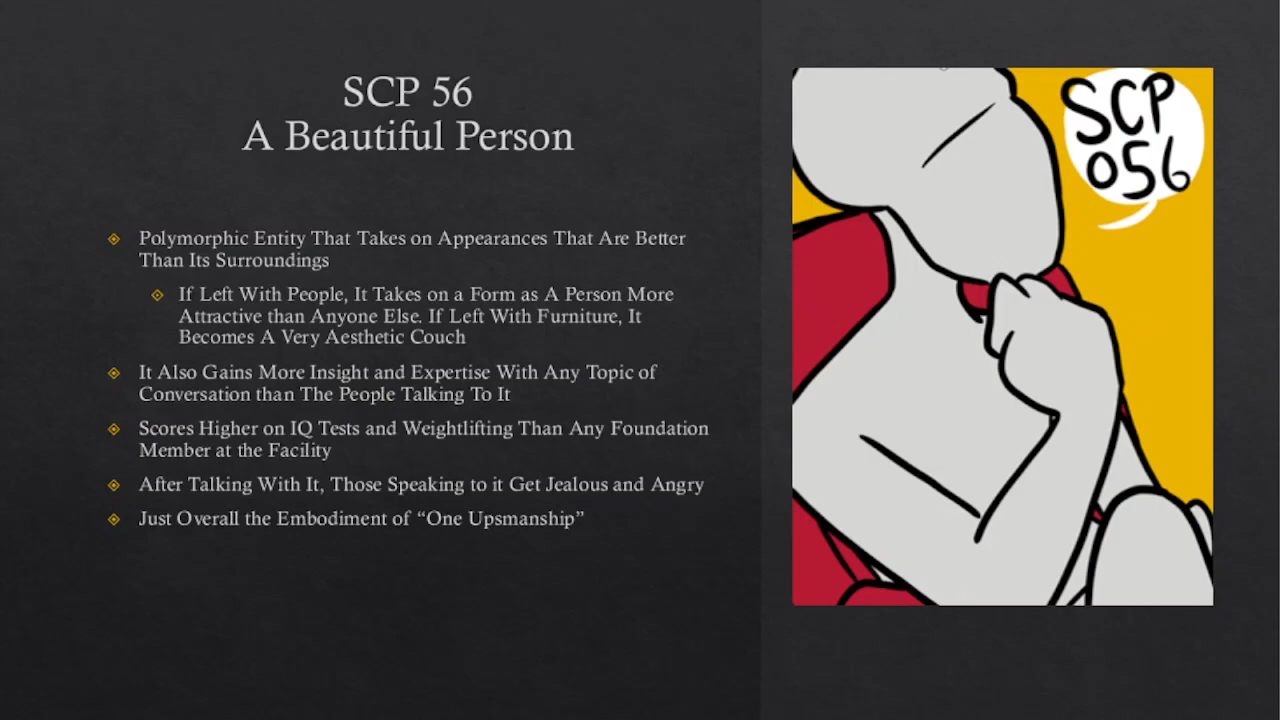 SCP 56
A Beautiful Person
Polymorphic Entity That Takes on Appearances That Are Better
Than Its Surroundings
If Left With People, It Takes on a Form as A Person More
Attractive than Anyone Else. If Left With Furniture, It
Becomes A Very Aesthetic Couch
It Also Gains More Insight and Expertise With Any Topic of
Conversation than The People Talking To It
Scores Higher on IQ Tests and Weightlifting Than Any Foundation
Member at the Facility
After Talking With It, Those Speaking to it Get Jealous and Angry
Just Overall the Embodiment of “One Upsmanship”
SCP
056